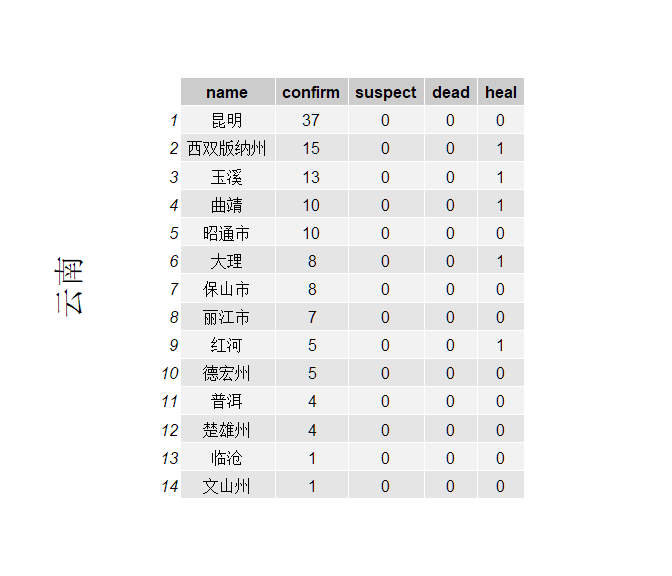 云南
name confirm suspect dead heal
1 昆明 37 0 0 0
2 西双版纳州 15 0 0 1
3 玉溪 13 0 0 1
4 曲靖 10 0 0 1
5 昭通市 10 0 0 0
6 大理 8 0 0 1
7 保山市 8 0 0 0
8 丽江市 7 0 0 0
9 红河 5 0 0 1
10 德宏州 5 0 0 0
11 普洱 4 0 0 0
12 楚雄州 4 0 0 0
13 临沧 1 0 0 0
14 文山州 1 0 0 0